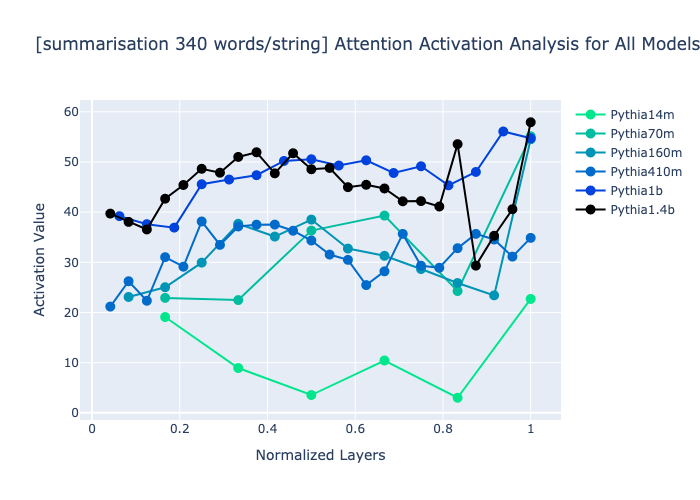 [summarisation 340 words/string] Attention Activation Analysis for All Models
60
50
40
30
20
10
0
Activation Value
0 0.2 0.4 0.6 0.8 1
Normalized Layers
Pythia14m
Pythia70m
Pythia160m
Pythia410m
Pythia1b
Pythia1.4b